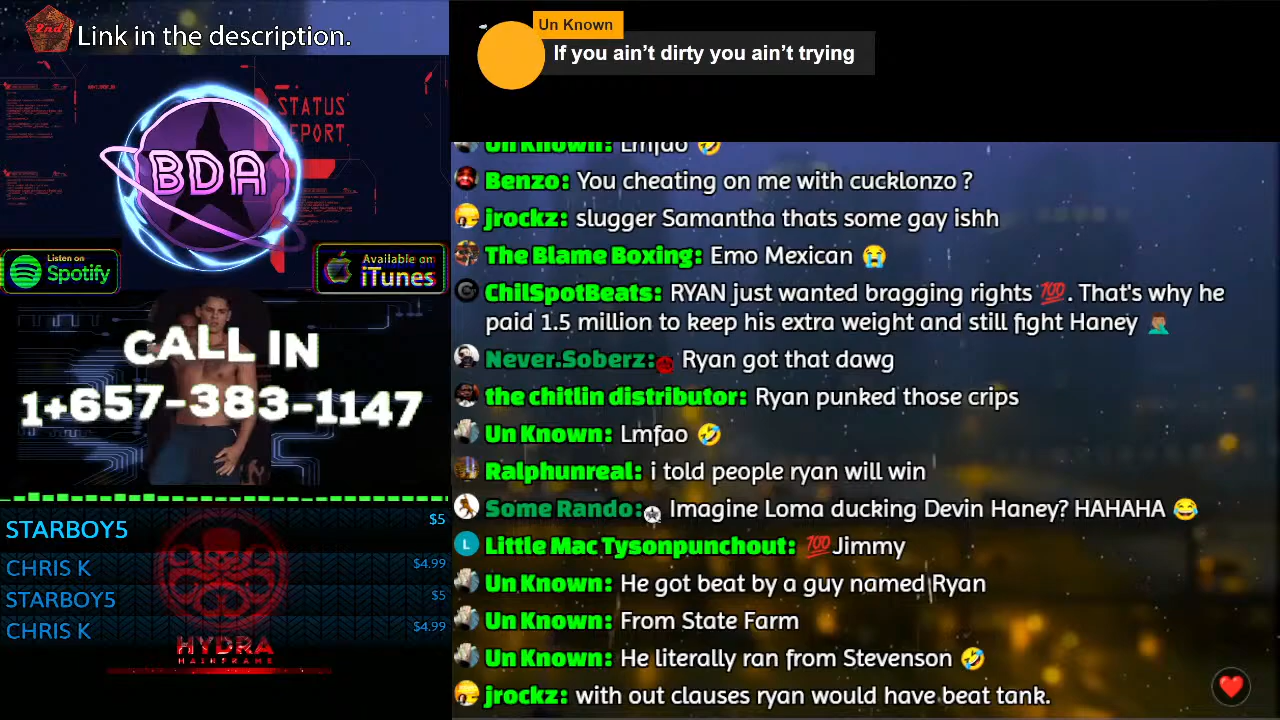 2nd
Link in the description.
STATUS
REPORT
BDA
Listen on
Spotify
Available on
iTunes
CALL IN
1+657-383-1147
STARBOY5 $5
CHRIS K $4.99
STARBOY5 $5
CHRIS K $4.99
HYDRA
MAINFRAME
Un Known
If you ain’t dirty you ain’t trying
Un Known: Lmfao 🤣
Benzo: You cheating on me with cucklonzo ?
jrockz: slugger Samantha thats some gay ishh
The Blame Boxing: Emo Mexican 😭
ChilSpotBeats: RYAN just wanted bragging rights 💯. That's why he
paid 1.5 million to keep his extra weight and still fight Haney 🤦🏽‍♂️
Never.Soberz: Ryan got that dawg
the chitlin distributor: Ryan punked those crips
Un Known: Lmfao 🤣
Ralphunreal: i told people ryan will win
Some Rando: Imagine Loma ducking Devin Haney? HAHAHA 😂
L Little Mac Tysonpunchout: 💯Jimmy
Un Known: He got beat by a guy named Ryan
Un Known: From State Farm
Un Known: He literally ran from Stevenson 🤣
jrockz: with out clauses ryan would have beat tank.